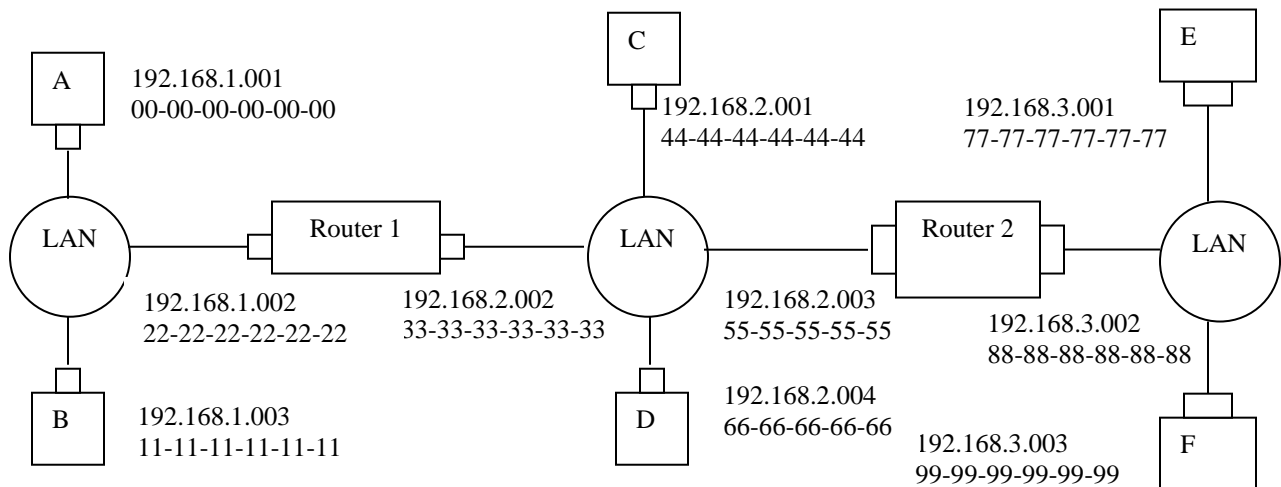 A
192.168.1.001
00-00-00-00-00-00
C
192.168.2.001
44-44-44-44-44-44
E
192.168.3.001
77-77-77-77-77-77
LAN
Router 1
LAN
Router 2
LAN
192.168.1.002
22-22-22-22-22-22
192.168.2.002
33-33-33-33-33-33
192.168.2.003
55-55-55-55-55
192.168.3.002
88-88-88-88-88-88
B
192.168.1.003
11-11-11-11-11-11
D
192.168.2.004
66-66-66-66-66
192.168.3.003
99-99-99-99-99-99
F